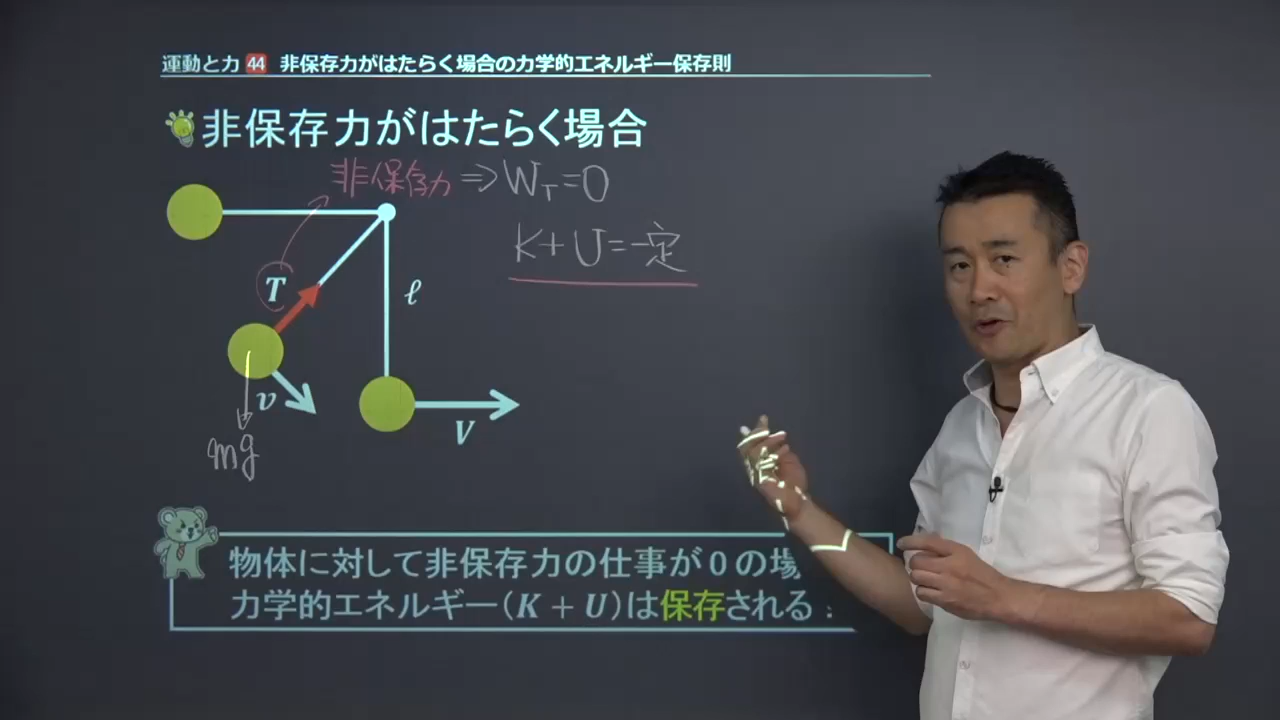 運動と力 44 非保存力がはたらく場合の力学的エネルギー保存則
非保存力がはたらく場合
非保存力 ⇒ W_T=0
K+U=一定
T
ℓ
v
V
mg
物体に対して非保存力の仕事が0の場
力学的エネルギー(K + U)は保存される